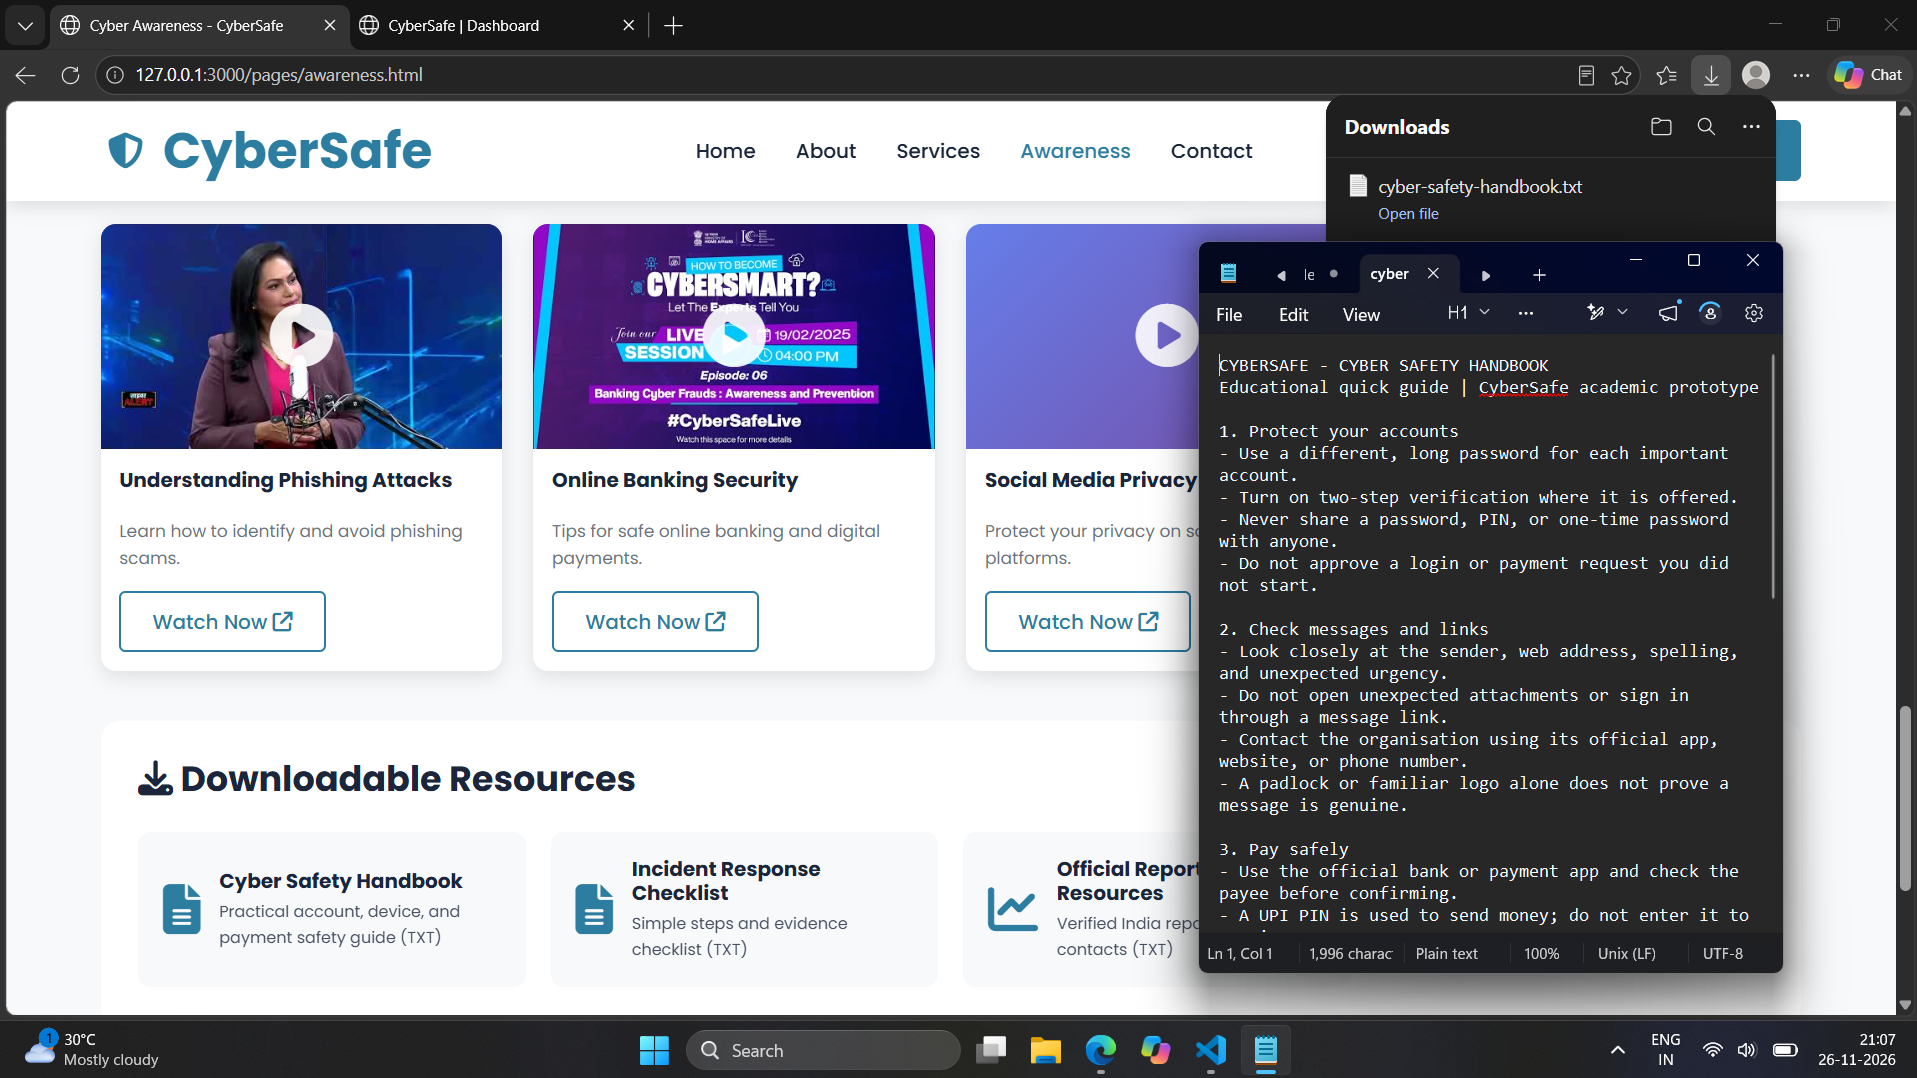 Cyber Awareness - CyberSafe
CyberSafe | Dashboard
127.0.0.1:3000/pages/awareness.html
Chat
CyberSafe
Home
About
Services
Awareness
Contact
Downloads
cyber-safety-handbook.txt
Open file
ALERT
HOW TO BECOME
CYBERSMART?
Let The Experts Tell You
Join our LIVE
SESSION
19/02/2025
04:00 PM
Episode: 06
Banking Cyber Frauds : Awareness and Prevention
#CyberSafeLive
Watch this space for more details
Understanding Phishing Attacks
Learn how to identify and avoid phishing
scams.
Watch Now
Online Banking Security
Tips for safe online banking and digital
payments.
Watch Now
Social Media Privacy
Protect your privacy on
platforms.
Watch Now
Downloadable Resources
Cyber Safety Handbook
Practical account, device, and
payment safety guide (TXT)
Incident Response
Checklist
Simple steps and evidence
checklist (TXT)
Official Report
Resources
Verified India
contacts (TXT)
le
cyber
File
Edit
View
H1
CYBERSAFE - CYBER SAFETY HANDBOOK
Educational quick guide | CyberSafe academic prototype
1. Protect your accounts
- Use a different, long password for each important
account.
- Turn on two-step verification where it is offered.
- Never share a password, PIN, or one-time password
with anyone.
- Do not approve a login or payment request you did
not start.
2. Check messages and links
- Look closely at the sender, web address, spelling,
and unexpected urgency.
- Do not open unexpected attachments or sign in
through a message link.
- Contact the organisation using its official app,
website, or phone number.
- A padlock or familiar logo alone does not prove a
message is genuine.
3. Pay safely
- Use the official bank or payment app and check the
payee before confirming.
- A UPI PIN is used to send money; do not enter it to
Ln 1, Col 1
1,996 charac
Plain text
100%
Unix (LF)
UTF-8
1
30°C
Mostly cloudy
Search
ENG
IN
21:07
26-11-2026